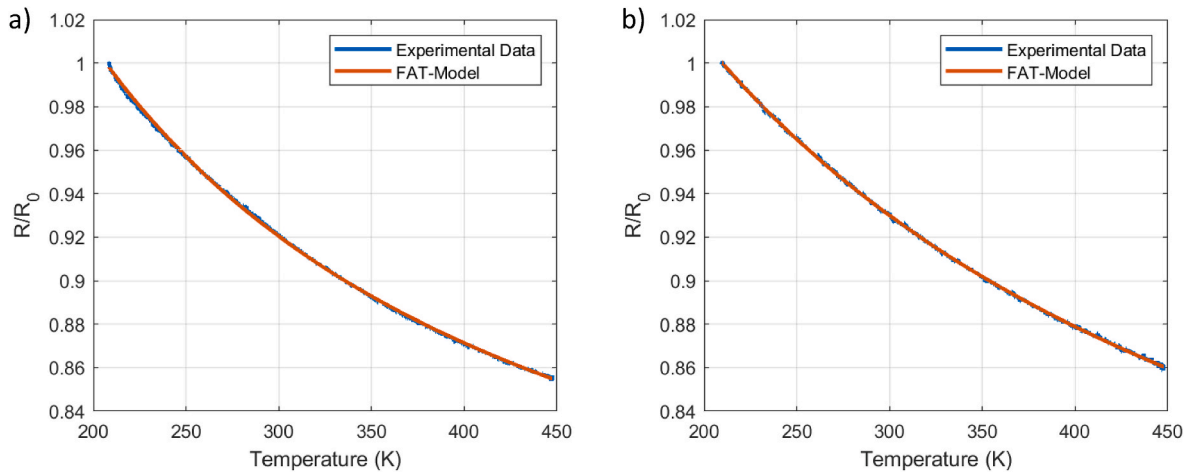 a)
1.02
1
0.98
0.96
0.94
0.92
0.9
0.88
0.86
0.84
R/R0
200 250 300 350 400 450
Temperature (K)
Experimental Data
FAT-Model
b)
1.02
1
0.98
0.96
0.94
0.92
0.9
0.88
0.86
0.84
R/R0
200 250 300 350 400 450
Temperature (K)
Experimental Data
FAT-Model